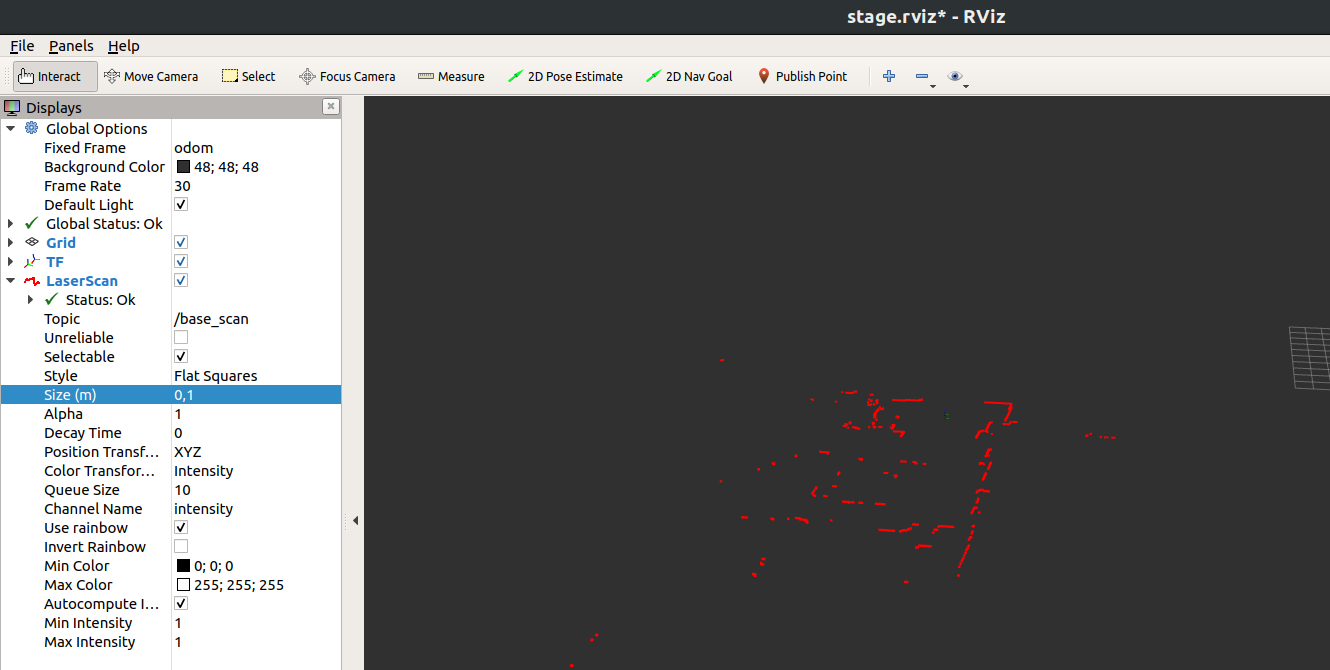 stage.rviz* - RViz
File Panels Help
Interact Move Camera Select Focus Camera Measure 2D Pose Estimate 2D Nav Goal Publish Point
Displays
Global Options
Fixed Frame odom
Background Color 48; 48; 48
Frame Rate 30
Default Light
Global Status: Ok
Grid
TF
LaserScan
Status: Ok
Topic /base_scan
Unreliable
Selectable
Style Flat Squares
Size (m) 0,1
Alpha 1
Decay Time 0
Position Transf... XYZ
Color Transfor... Intensity
Queue Size 10
Channel Name intensity
Use rainbow
Invert Rainbow
Min Color 0; 0; 0
Max Color 255; 255; 255
Autocompute I...
Min Intensity 1
Max Intensity 1